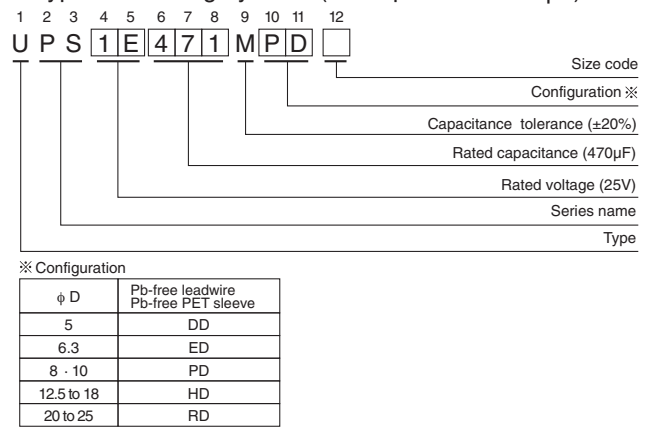 1 2 3 4 5 6 7 8 9 10 11 12
U P S 1 E 4 7 1 M P D
Size code
Configuration ※
Capacitance tolerance (±20%)
Rated capacitance (470µF)
Rated voltage (25V)
Series name
Type
※ Configuration
ϕ D Pb-free leadwire
Pb-free PET sleeve
5 DD
6.3 ED
8 · 10 PD
12.5 to 18 HD
20 to 25 RD